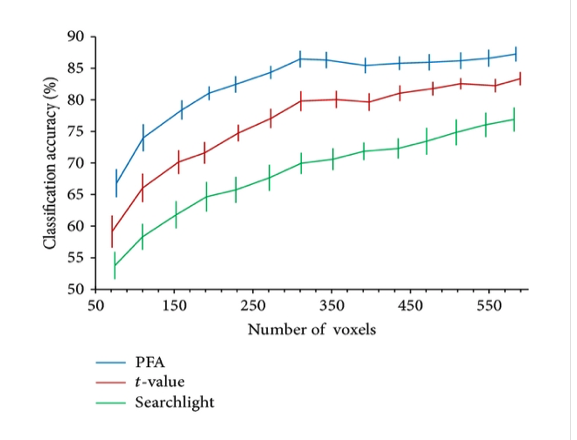 Classification accuracy (%)
90
85
80
75
70
65
60
55
50
50 150 250 350 450 550
Number of voxels
PFA
t-value
Searchlight